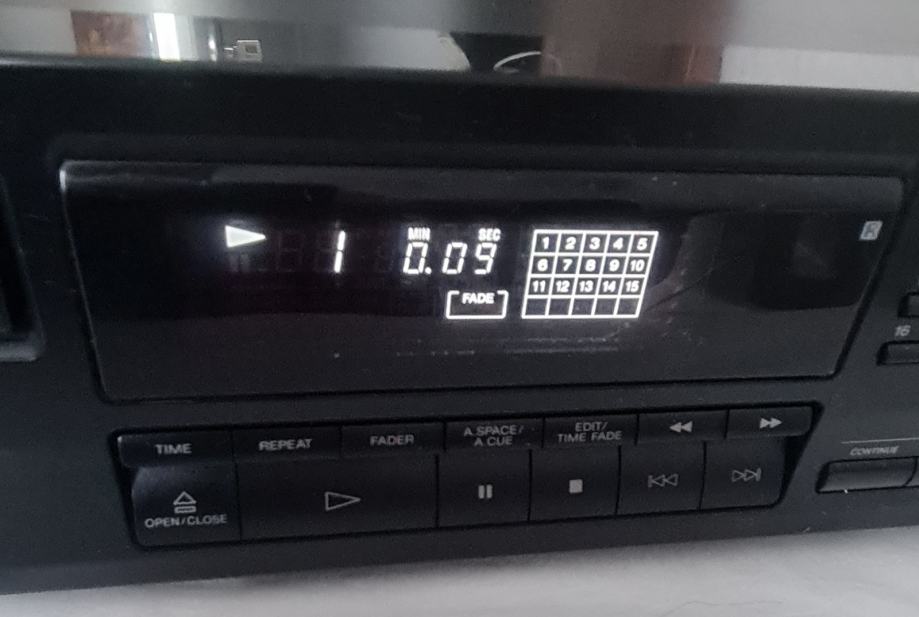 MIN SEC
1 0.09
FADE
1 2 3 4 5
6 7 8 9 10
11 12 13 14 15
16
TIME REPEAT FADER A.SPACE/ EDIT/
A.CUE TIME FADE
CONTINUE
OPEN/CLOSE